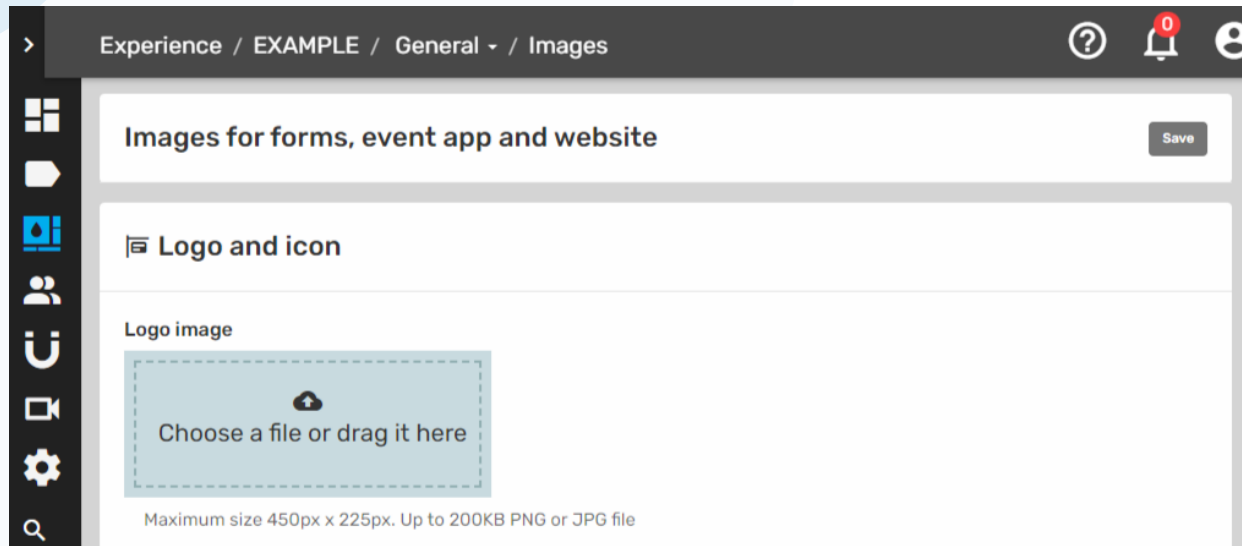 Experience / EXAMPLE / General / Images
0
Images for forms, event app and website
Save
Logo and icon
Logo image
Choose a file or drag it here
Maximum size 450px x 225px. Up to 200KB PNG or JPG file